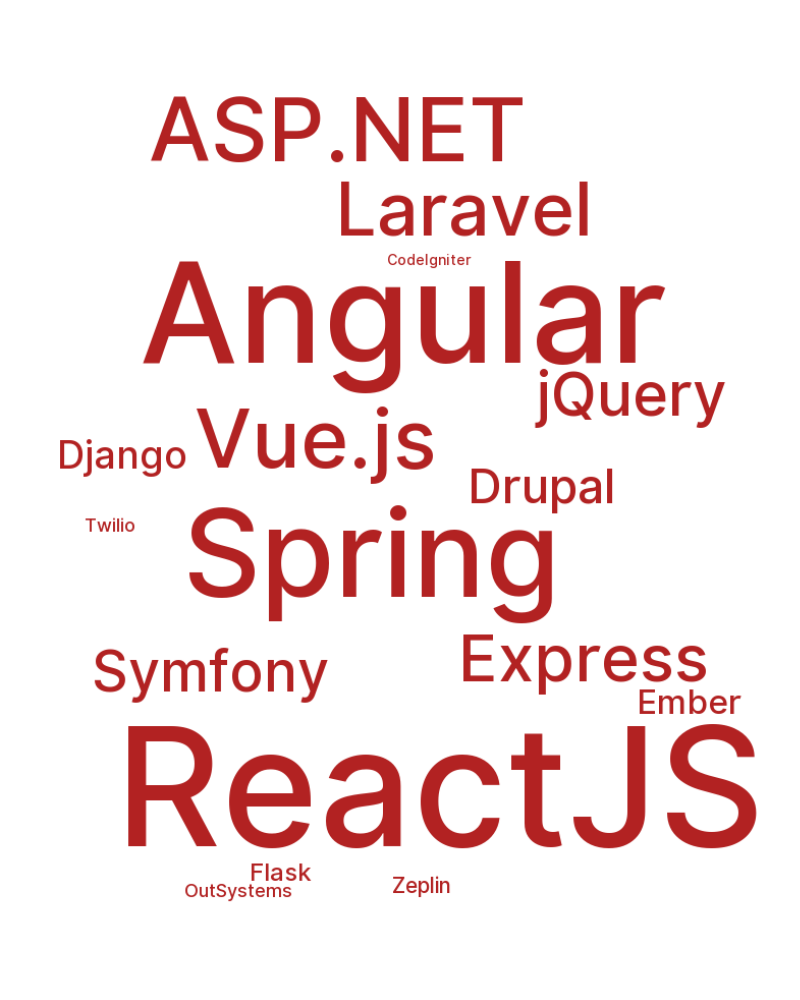 ASP.NET
Laravel
CodeIgniter
Angular
jQuery
Vue.js
Django
Drupal
Twilio
Spring
Express
Symfony
Ember
ReactJS
Flask
Zeplin
OutSystems